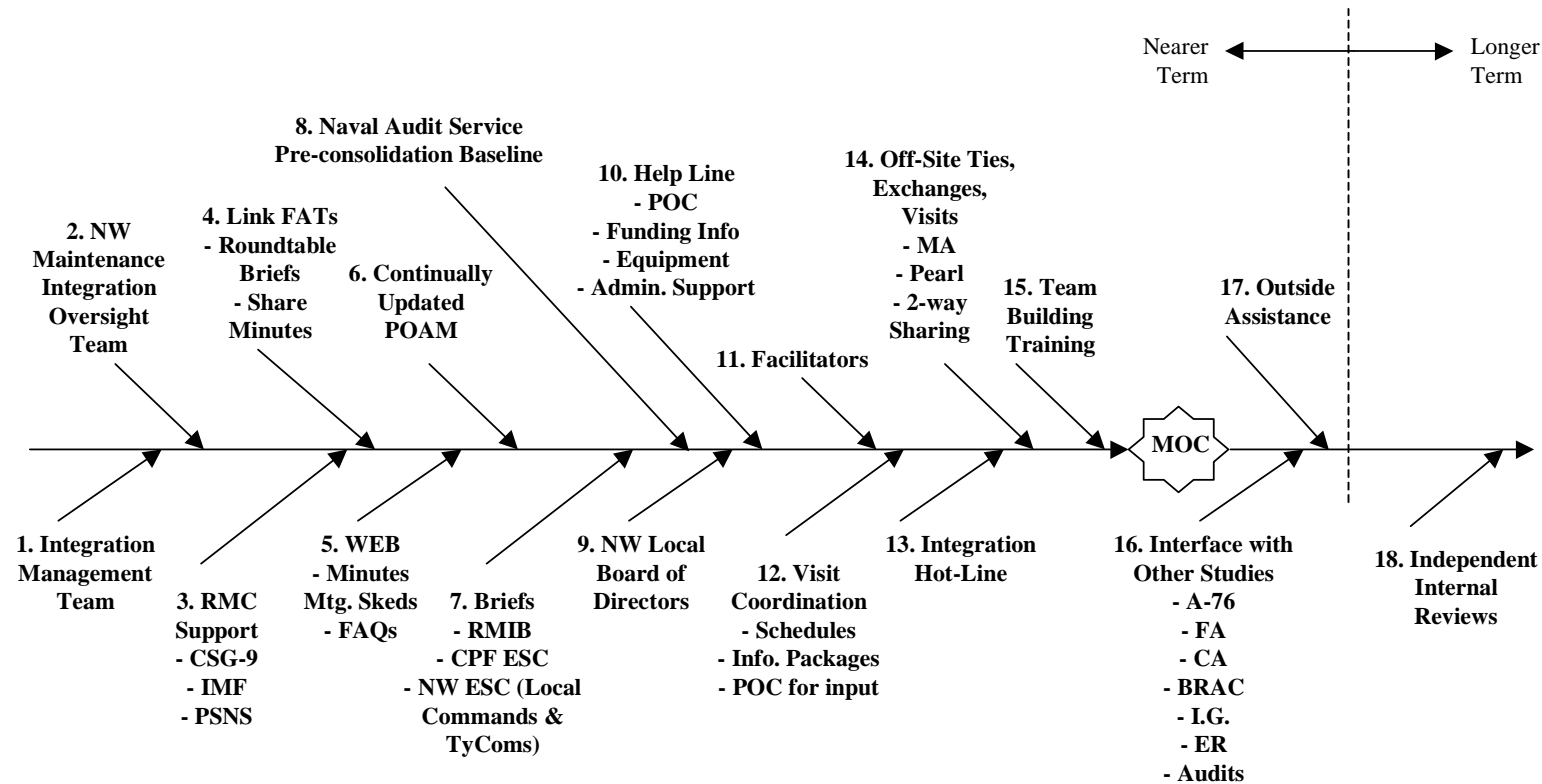 Nearer
Term
Longer
Term
8. Naval Audit Service
Pre-consolidation Baseline
2. NW
Maintenance
Integration
Oversight
Team
4. Link FATs
- Roundtable
Briefs
- Share
Minutes
6. Continually
Updated
POAM
10. Help Line
- POC
- Funding Info
- Equipment
- Admin. Support
11. Facilitators
14. Off-Site Ties,
Exchanges,
Visits
- MA
- Pearl
- 2-way
Sharing
15. Team
Building
Training
17. Outside
Assistance
MOC
1. Integration
Management
Team
3. RMC
Support
- CSG-9
- IMF
- PSNS
5. WEB
- Minutes
Mtg. Skeds
- FAQs
7. Briefs
- RMIB
- CPF ESC
- NW ESC (Local
Commands &
TyComs)
9. NW Local
Board of
Directors
12. Visit
Coordination
- Schedules
- Info. Packages
- POC for input
13. Integration
Hot-Line
16. Interface with
Other Studies
- A-76
- FA
- CA
- BRAC
- I.G.
- ER
- Audits
18. Independent
Internal
Reviews